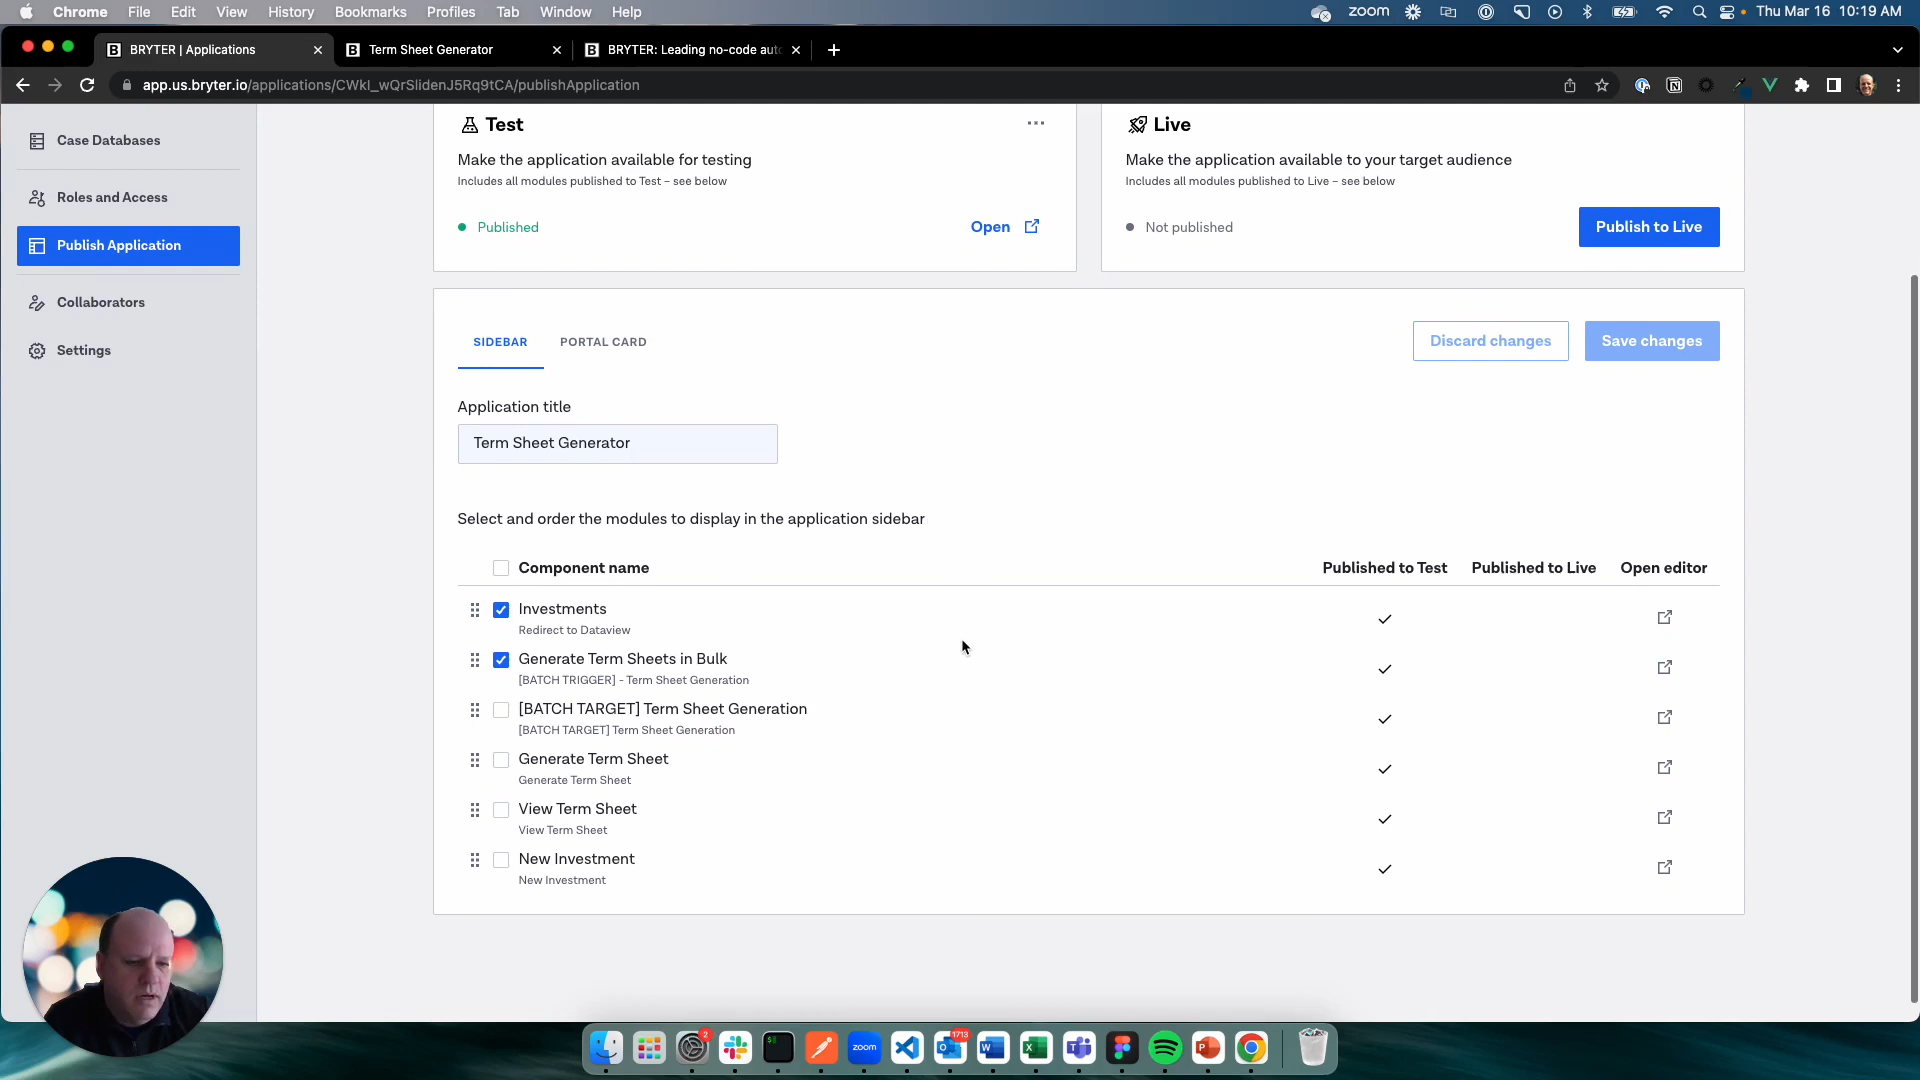 Chrome File Edit View History Bookmarks Profiles Tab Window Help
zoom
Thu Mar 16 10:19 AM
BRYTER | Applications
Term Sheet Generator
BRYTER: Leading no-code aut
app.us.bryter.io/applications/CWkl_wQrSlidenJ5Rq9tCA/publishApplication
Case Databases
Roles and Access
Publish Application
Collaborators
Settings
Test
Make the application available for testing
Includes all modules published to Test – see below
Published
Open
Live
Make the application available to your target audience
Includes all modules published to Live – see below
Not published
Publish to Live
SIDEBAR
PORTAL CARD
Discard changes
Save changes
Application title
Term Sheet Generator
Select and order the modules to display in the application sidebar
Component name
Published to Test
Published to Live
Open editor
Investments
Redirect to Dataview
Generate Term Sheets in Bulk
[BATCH TRIGGER] - Term Sheet Generation
[BATCH TARGET] Term Sheet Generation
[BATCH TARGET] Term Sheet Generation
Generate Term Sheet
Generate Term Sheet
View Term Sheet
View Term Sheet
New Investment
New Investment
2
zoom
1713